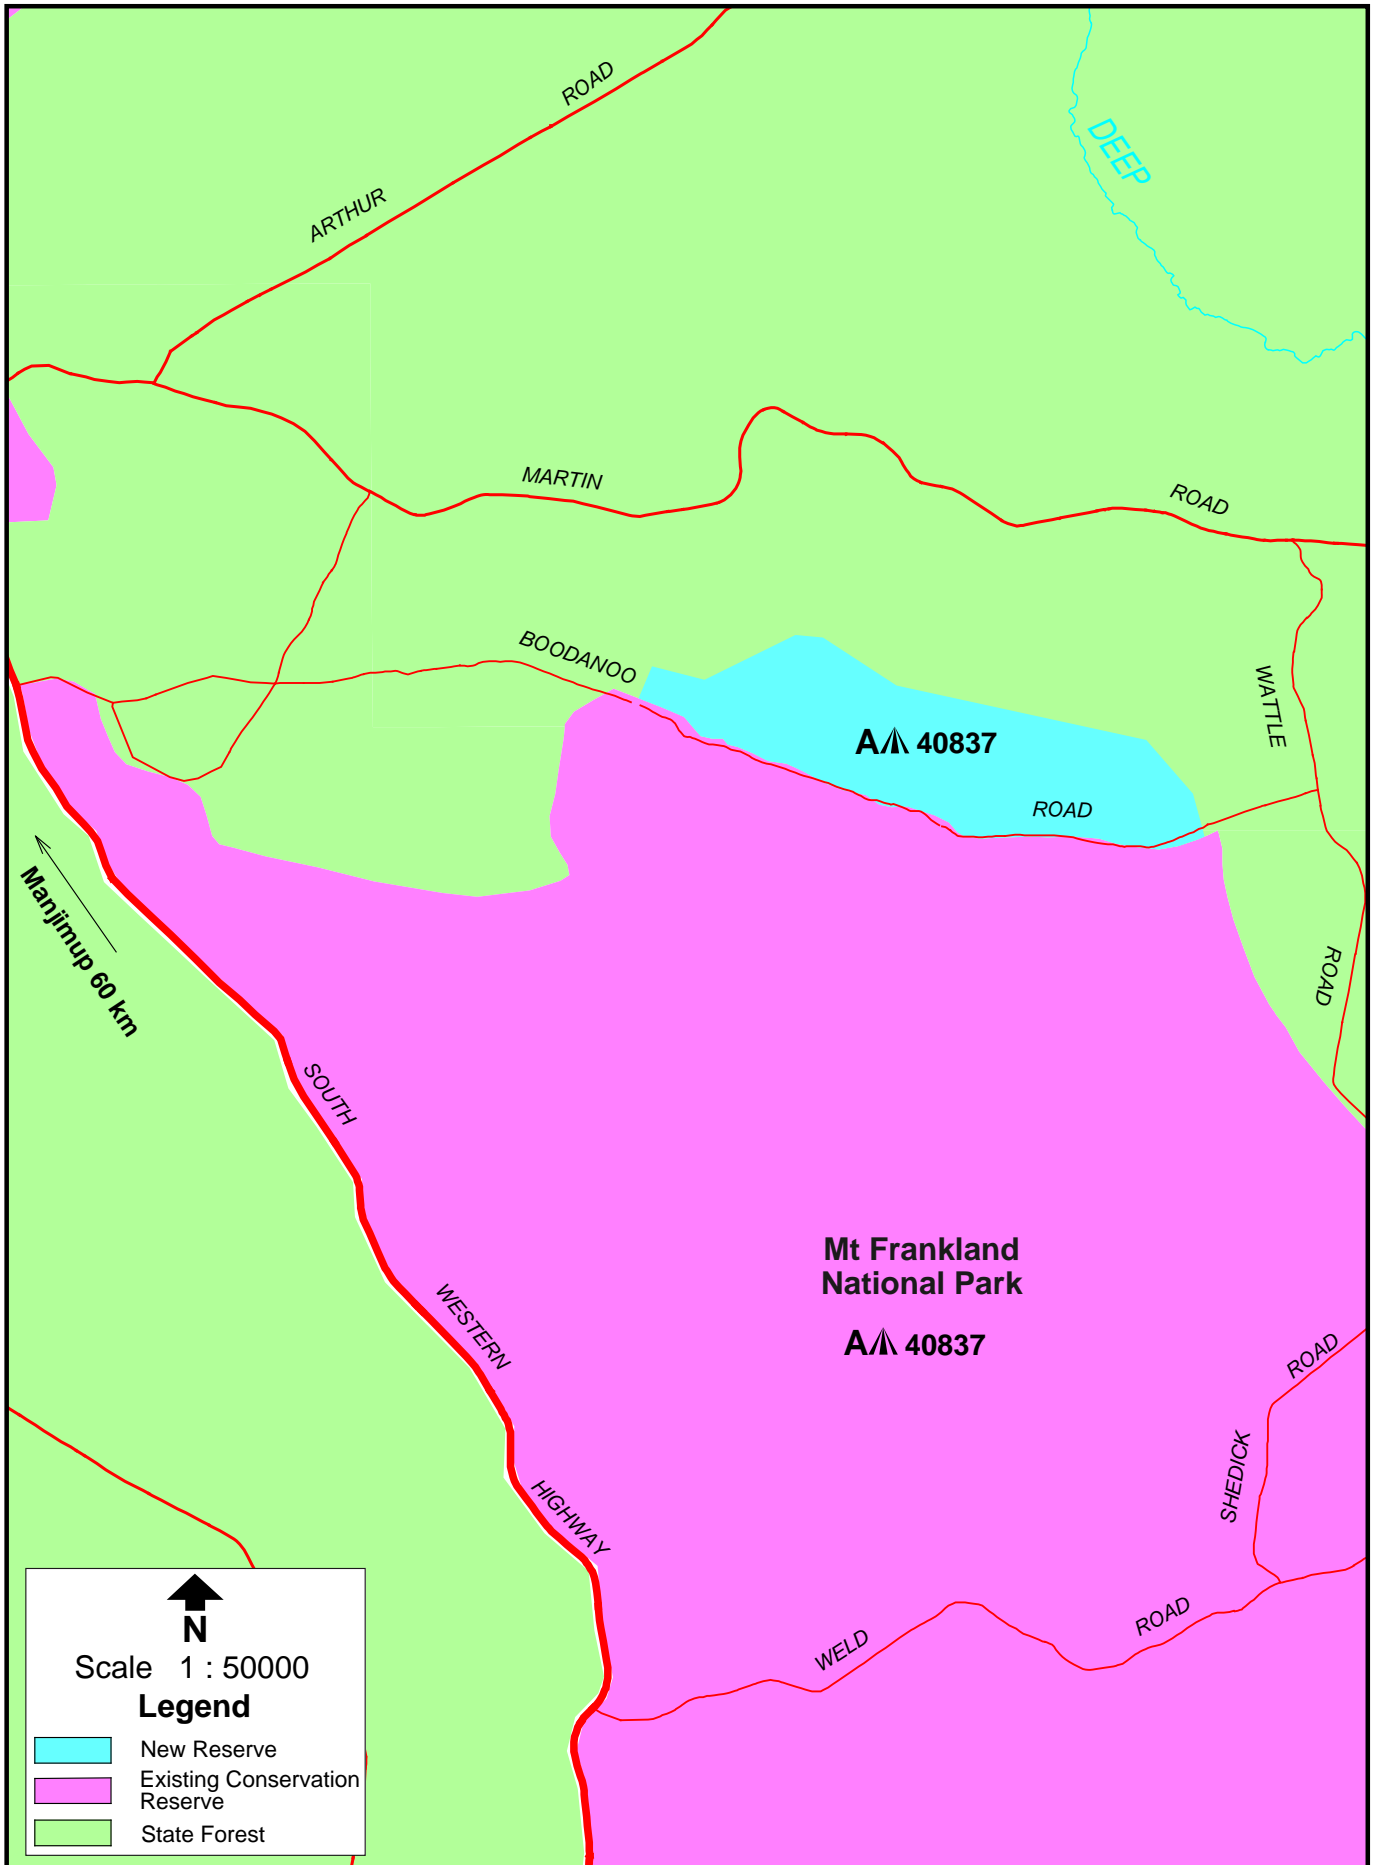 ROAD
DEEP
ARTHUR
MARTIN
ROAD
BOODANOO
WATTLE
A 40837
ROAD
Manjimup 60 km
ROAD
SOUTH
Mt Frankland
National Park
A 40837
WESTERN
ROAD
SHEDICK
HIGHWAY
WELD
ROAD
N
Scale 1 : 50000
Legend
New Reserve
Existing Conservation
Reserve
State Forest